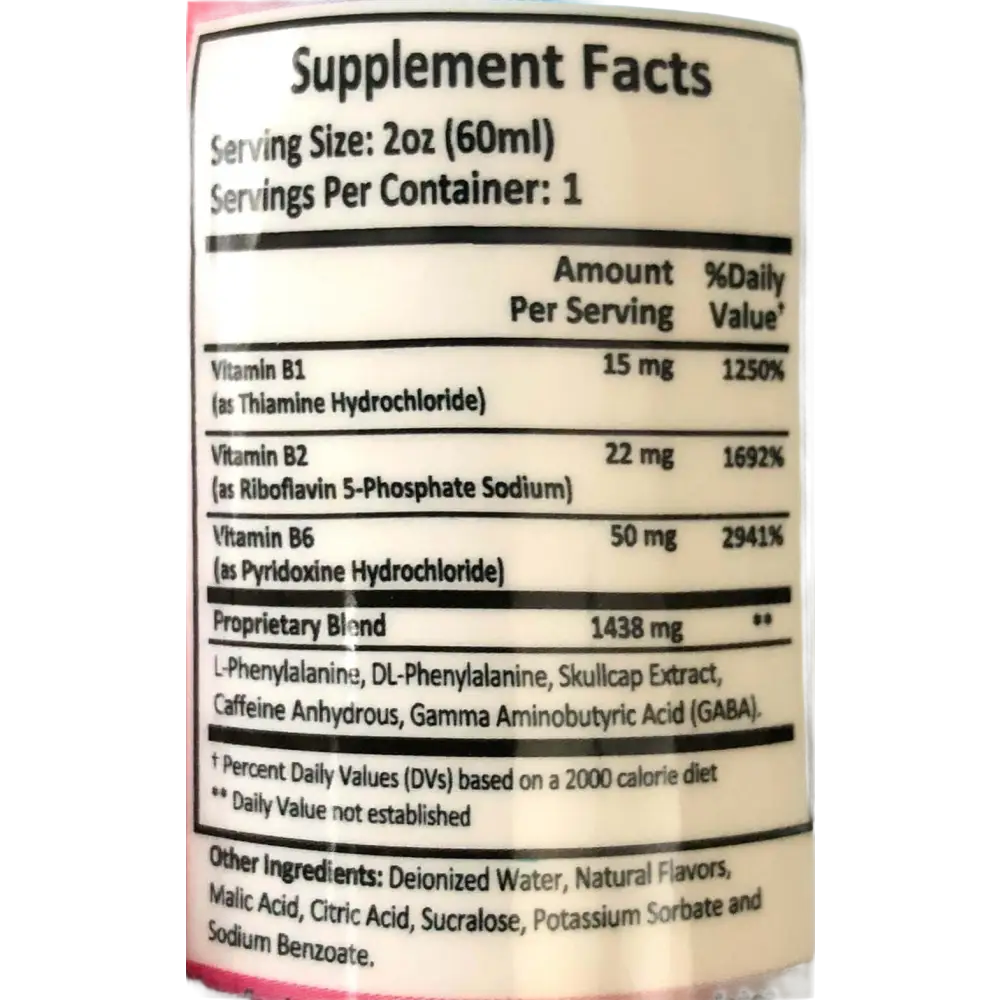 Supplement Facts
Serving Size: 2oz (60ml)
Servings Per Container: 1
Amount %Daily
Per Serving Value†
Vitamin B1 15 mg 1250%
(as Thiamine Hydrochloride)
Vitamin B2 22 mg 1692%
(as Riboflavin 5-Phosphate Sodium)
Vitamin B6 50 mg 2941%
(as Pyridoxine Hydrochloride)
Proprietary Blend 1438 mg **
L-Phenylalanine, DL-Phenylalanine, Skullcap Extract,
Caffeine Anhydrous, Gamma Aminobutyric Acid (GABA).
† Percent Daily Values (DVs) based on a 2000 calorie diet
** Daily Value not established
Other Ingredients: Deionized Water, Natural Flavors,
Malic Acid, Citric Acid, Sucralose, Potassium Sorbate and
Sodium Benzoate.